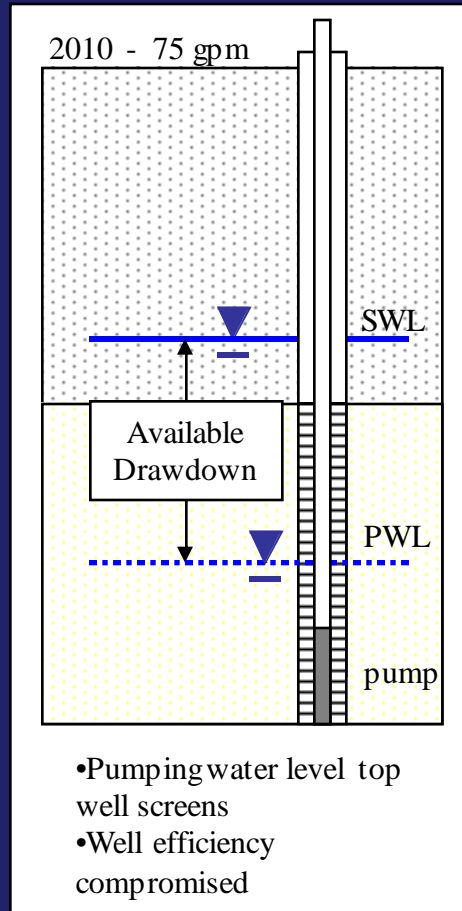 2010 - 75 gpm
SWL
Available
Drawdown
PWL
pump
•Pumping water level top
well screens
•Well efficiency
compromised